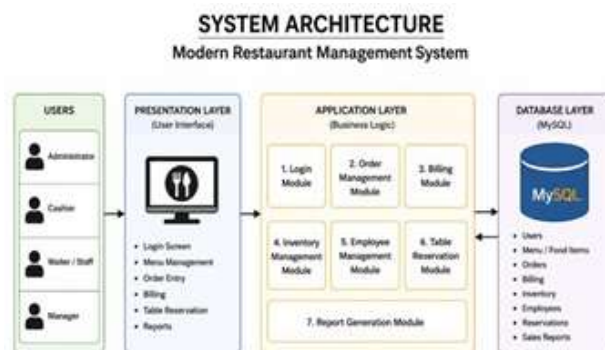 SYSTEM ARCHITECTURE
Modern Restaurant Management System
USERS
Administrator
Cashier
Waiter / Staff
Manager
PRESENTATION LAYER
(User Interface)
• Login Screen
• Menu Management
• Order Entry
• Billing
• Table Reservation
• Reports
APPLICATION LAYER
(Business Logic)
1. Login
Module
2. Order
Management
Module
3. Billing
Module
4. Inventory
Management
Module
5. Employee
Management
Module
6. Table
Reservation
Module
7. Report Generation Module
DATABASE LAYER
(MySQL)
MySQL
• Users
• Menu / Food Items
• Orders
• Billing
• Inventory
• Employees
• Reservations
• Sales Reports